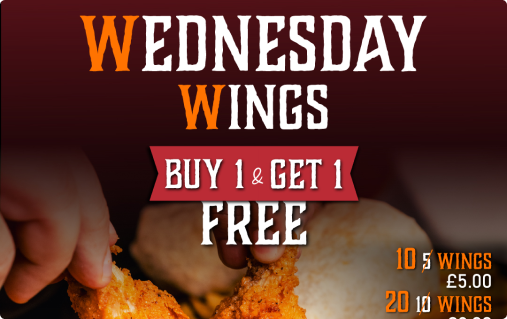 WEDNESDAY
WINGS
BUY 1 & GET 1
FREE
10 5 WINGS
£5.00
20 10 WINGS